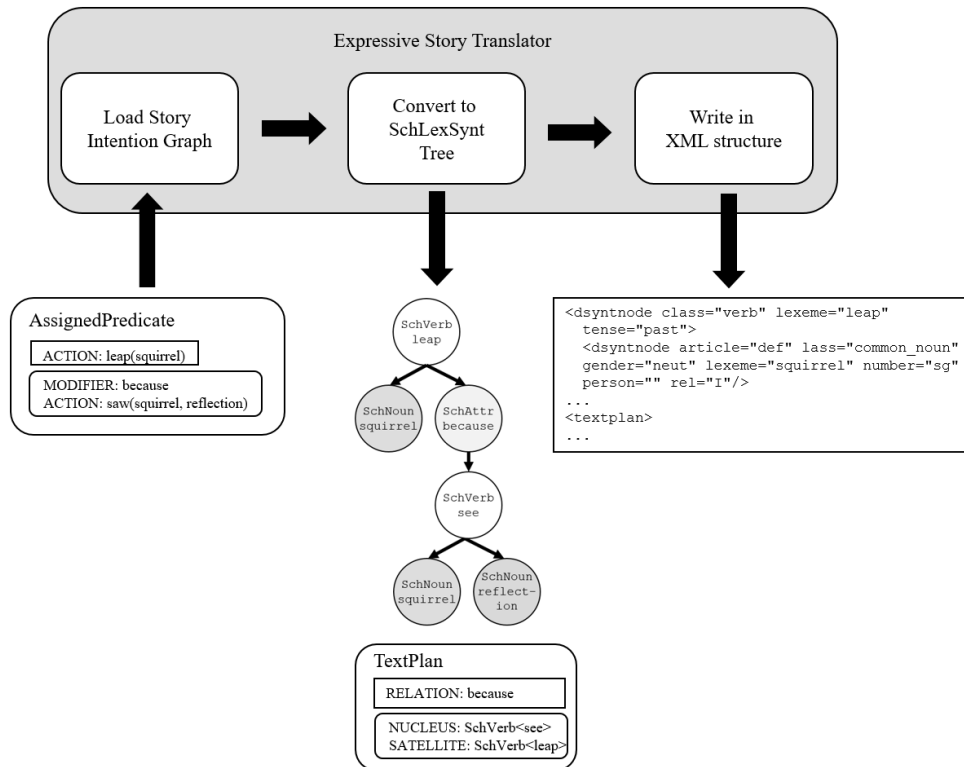 Expressive Story Translator
Load Story
Intention Graph
Convert to
SchLexSynt
Tree
Write in
XML structure
AssignedPredicate
ACTION: leap(squirrel)
MODIFIER: because
ACTION: saw(squirrel, reflection)
SchVerb
leap
SchNoun
squirrel
SchAttr
because
SchVerb
see
SchNoun
squirrel
SchNoun
reflect-
ion
TextPlan
RELATION: because
NUCLEUS: SchVerb<see>
SATELLITE: SchVerb<leap>
<dsyntnode class="verb" lexeme="leap"
tense="past">
<dsyntnode article="def" lass="common_noun"
gender="neut" lexeme="squirrel" number="sg"
person="" rel="I"/>
...
<textplan>
...